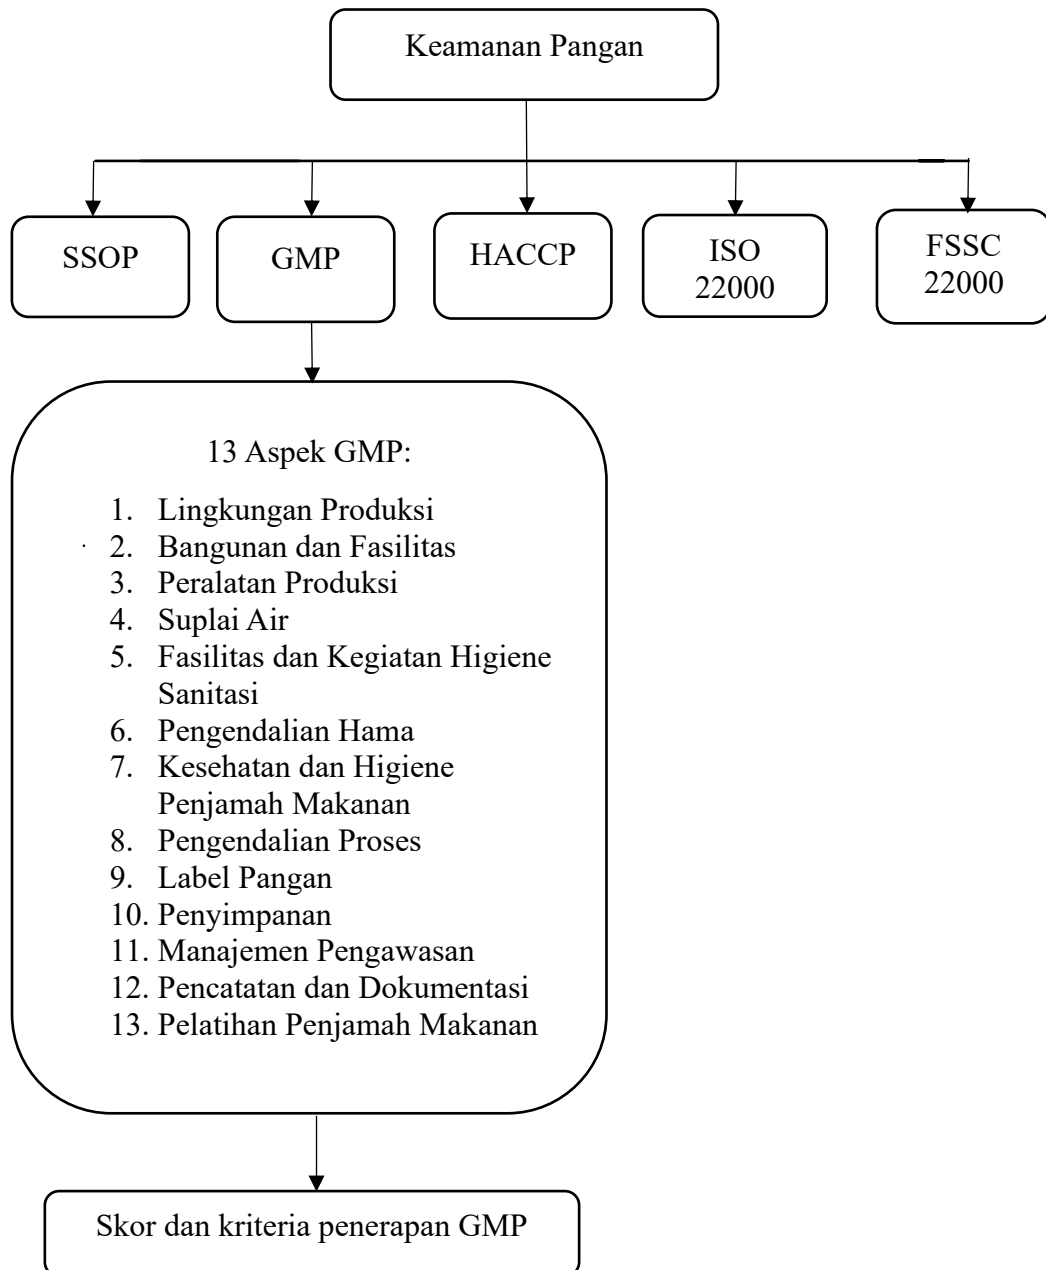 Keamanan Pangan
SSOP
GMP
HACCP
ISO
22000
FSSC
22000
13 Aspek GMP:
1. Lingkungan Produksi
2. Bangunan dan Fasilitas
3. Peralatan Produksi
4. Suplai Air
5. Fasilitas dan Kegiatan Higiene
Sanitasi
6. Pengendalian Hama
7. Kesehatan dan Higiene
Penjamah Makanan
8. Pengendalian Proses
9. Label Pangan
10. Penyimpanan
11. Manajemen Pengawasan
12. Pencatatan dan Dokumentasi
13. Pelatihan Penjamah Makanan
Skor dan kriteria penerapan GMP